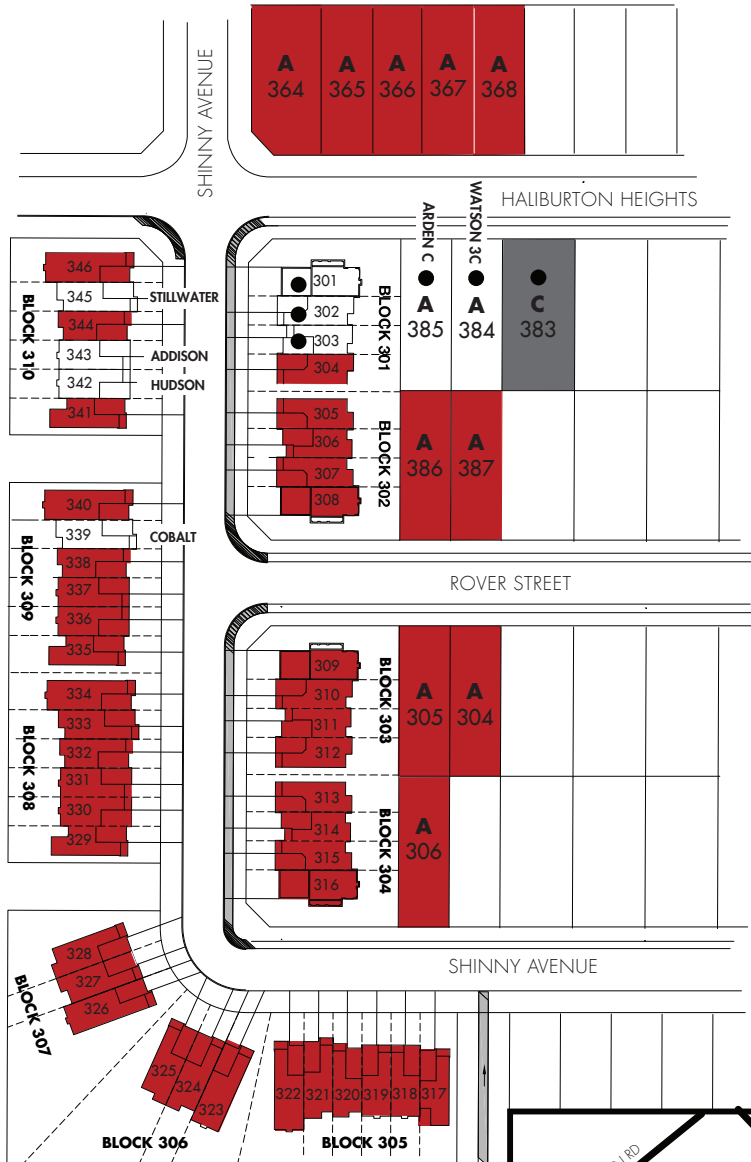 SHINNY AVENUE
A
364
A
365
A
366
A
367
A
368
HALIBURTON HEIGHTS
ARDEN C
WATSON 3C
346
345
STILLWATER
344
343
ADDISON
342
HUDSON
341
BLOCK 310
301
302
303
304
BLOCK 301
A
385
A
384
C
383
305
306
307
308
BLOCK 302
A
386
A
387
340
339
COBALT
338
337
336
335
BLOCK 309
ROVER STREET
334
333
332
331
330
329
BLOCK 308
309
310
311
312
BLOCK 303
A
305
A
304
313
314
315
316
BLOCK 304
A
306
SHINNY AVENUE
328
327
326
BLOCK 307
325
324
323
BLOCK 306
322
321
320
319
318
317
BLOCK 305
RD